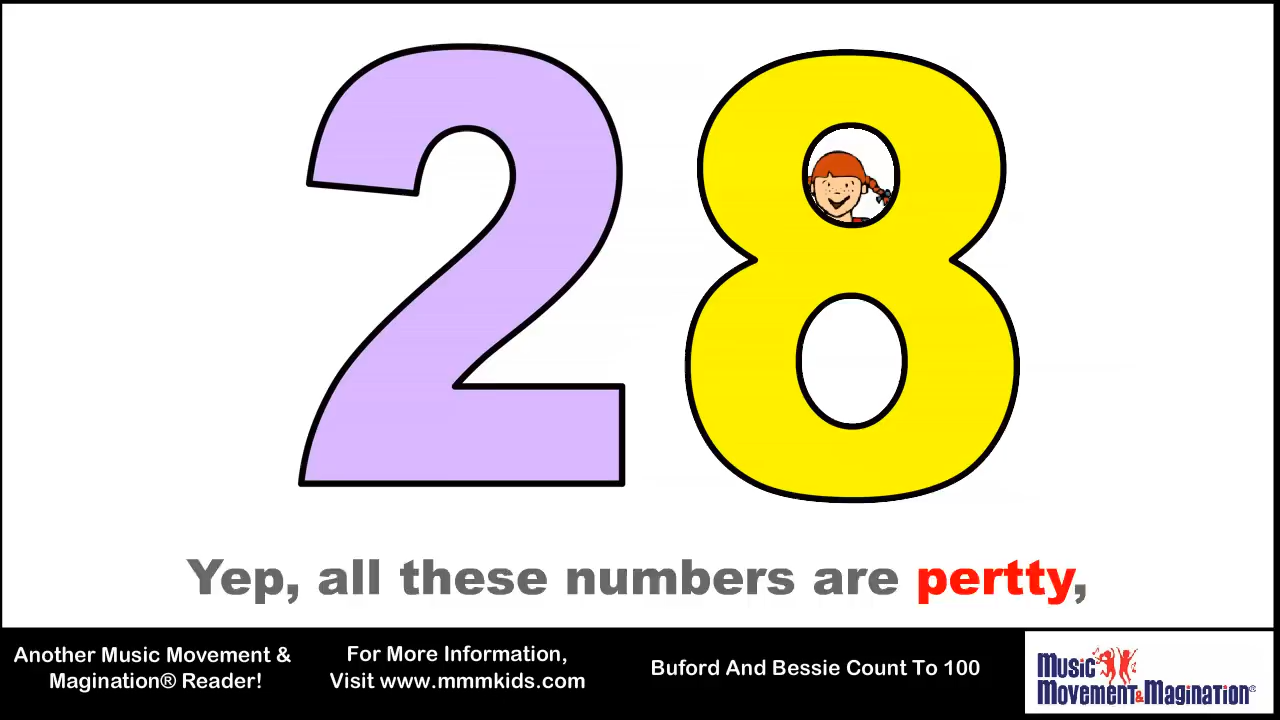 28
Yep, all these numbers are pertty,
Another Music Movement &
Magination® Reader!
For More Information,
Visit www.mmmkids.com
Buford And Bessie Count To 100
Music
Movement & Magination®